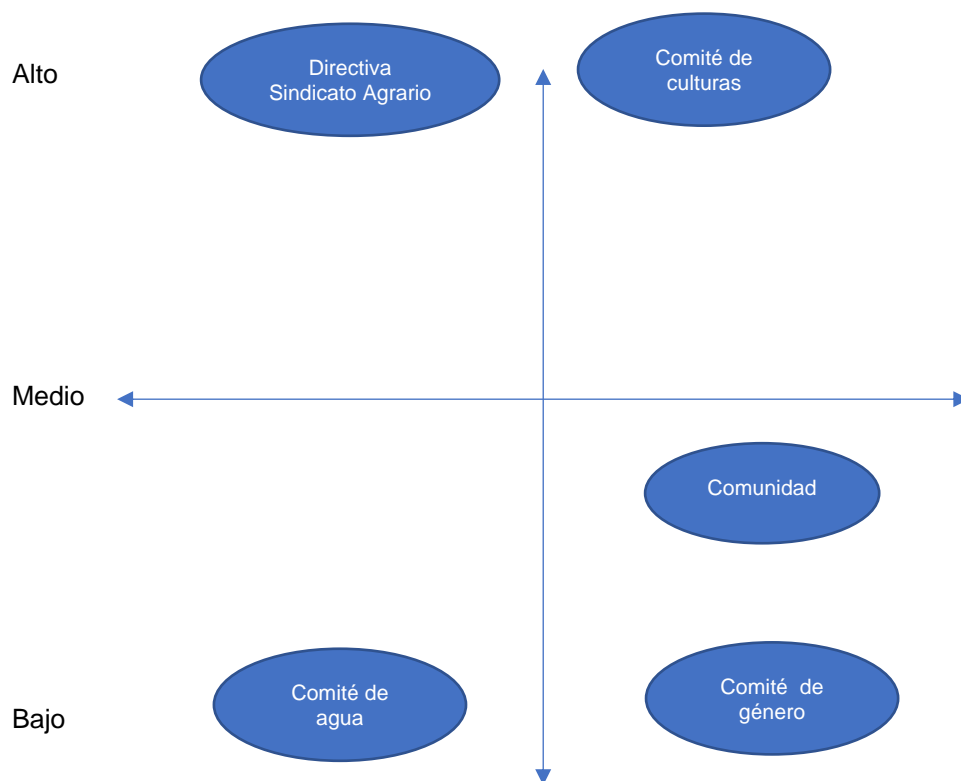 Alto
Directiva
Sindicato Agrario
Comité de
culturas
Medio
Comunidad
Comité de
agua
Comité de
género
Bajo